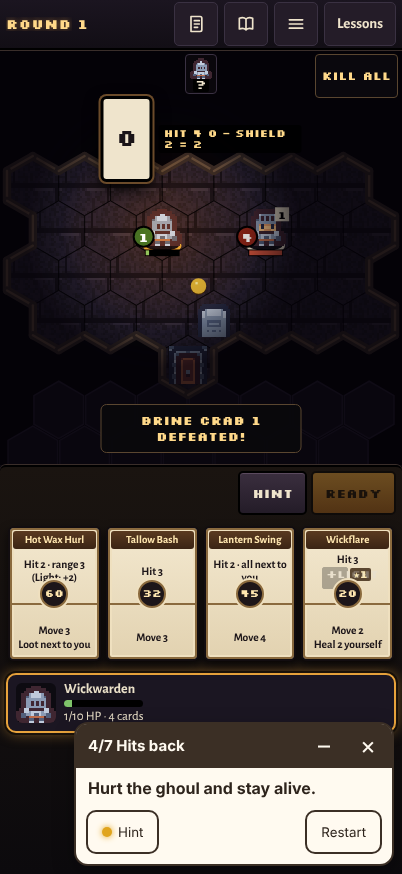 ROUND 1
Lessons
?
KILL ALL
0
HIT 4 0 - SHIELD
2 = 2
1
4
1
BRINE CRAB 1
DEFEATED!
HINT
READY
Hot Wax Hurl
Hit 2 · range 3
(Light: +2)
60
Move 3
Loot next to you
Tallow Bash
Hit 3
32
Move 3
Lantern Swing
Hit 2 · all next to
you
45
Move 4
Wickflare
Hit 3
20
Move 2
Heal 2 yourself
Wickwarden
1/10 HP · 4 cards
4/7 Hits back
Hurt the ghoul and stay alive.
Hint
Restart